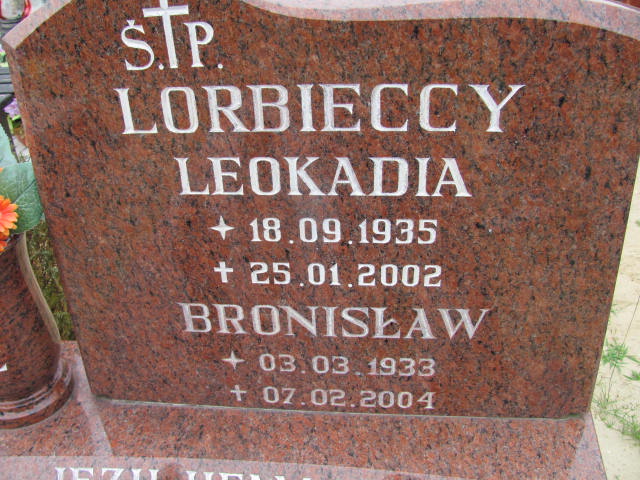 Ś.†P.
LORBIECCY
LEOKADIA
18.09.1935
† 25.01.2002
BRONISŁAW
03.03.1933
† 07.02.2004